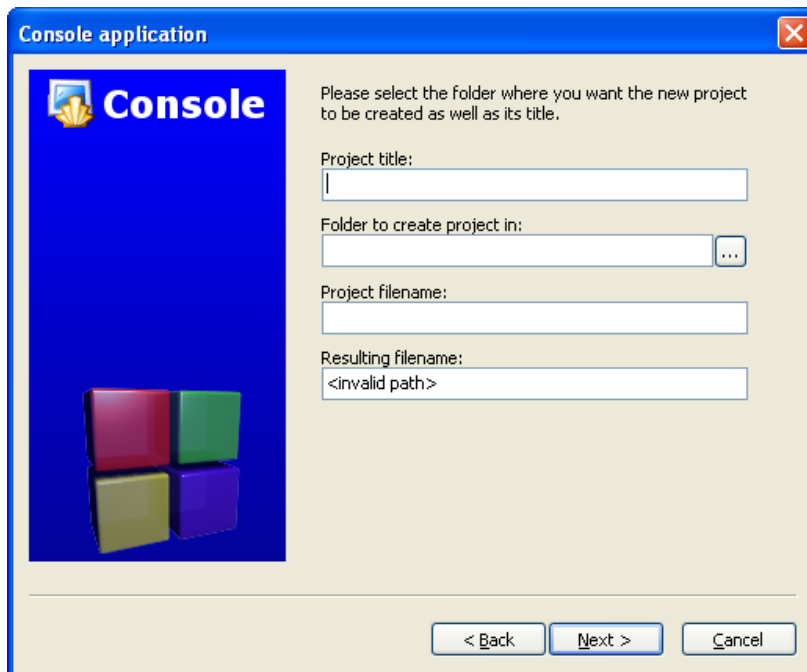 Console application
Console
Please select the folder where you want the new project
to be created as well as its title.
Project title:
Folder to create project in:
...
Project filename:
Resulting filename:
<invalid path>
< Back
Next >
Cancel